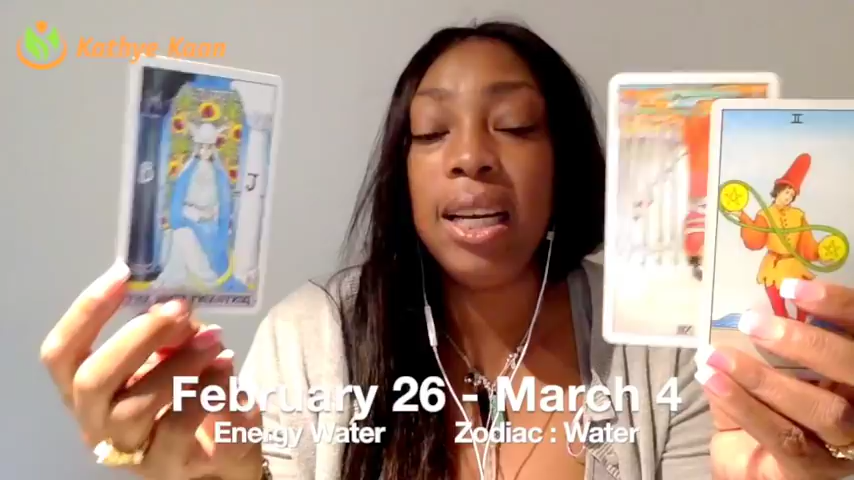 Kathye Kaan
II
J
B
February 26 - March 4
Energy Water Zodiac : Water